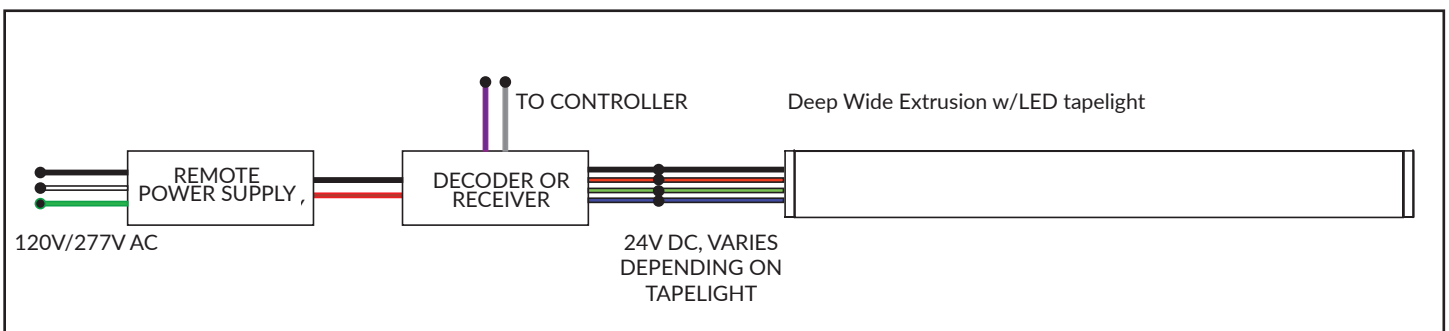 TO CONTROLLER
Deep Wide Extrusion w/LED tapelight
REMOTE
POWER SUPPLY ,
DECODER OR
RECEIVER
120V/277V AC
24V DC, VARIES
DEPENDING ON
TAPELIGHT